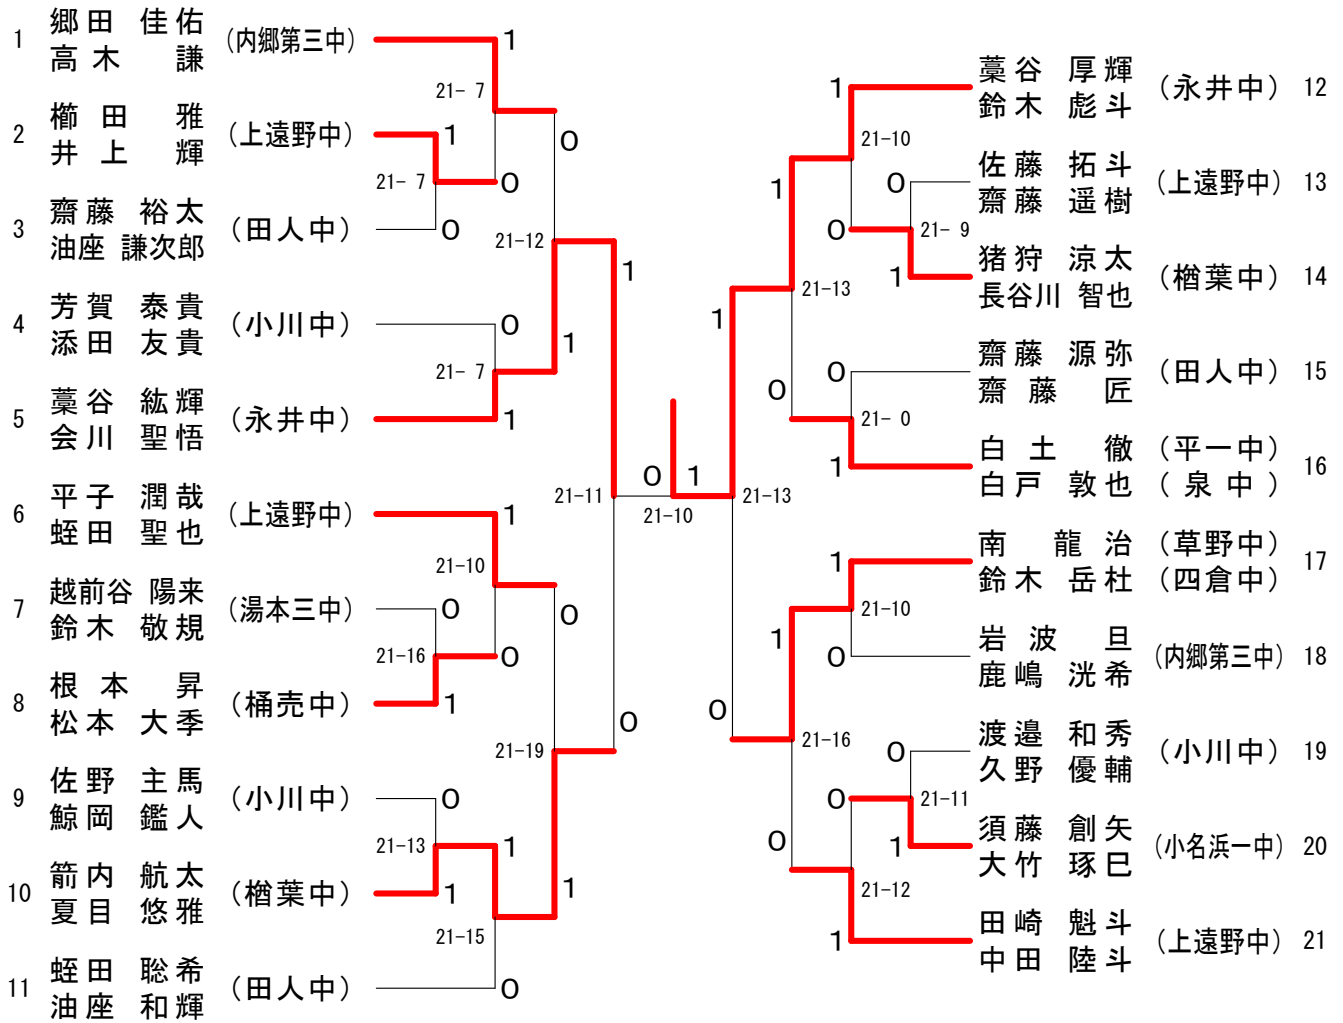 1 郷田 佳佑 (内郷第三中)
高木 謙
2 櫛田 雅 (上遠野中)
井上 輝
3 齋藤 裕太 (田人中)
油座 謙次郎
4 芳賀 泰貴 (小川中)
添田 友貴
5 藁谷 紘輝 (永井中)
会川 聖悟
6 平子 潤哉 (上遠野中)
蛭田 聖也
7 越前谷 陽来 (湯本三中)
鈴木 敬規
8 根本 昇 (桶売中)
松本 大季
9 佐野 主馬 (小川中)
鯨岡 鑑人
10 箭内 航太 (楢葉中)
夏目 悠雅
11 蛭田 聡希 (田人中)
油座 和輝
1
21- 7
1
21- 7
0
0
0
21-12
0
21- 7
1
1
1
21-11
1
21-10
0
21-16
0
1
0
21-19
0
0
21-13
1
1
1
21-15
0
0
1
21-10
藁谷 厚輝 (永井中) 12
鈴木 彪斗
佐藤 拓斗 (上遠野中) 13
齋藤 遥樹
猪狩 涼太 (楢葉中) 14
長谷川 智也
齋藤 源弥 (田人中) 15
齋藤 匠
白土 徹 (平一中) 16
白戸 敦也 (泉中)
南 龍治 (草野中) 17
鈴木 岳杜 (四倉中)
岩波 旦 (内郷第三中) 18
鹿嶋 洸希
渡邉 和秀 (小川中) 19
久野 優輔
須藤 創矢 (小名浜一中) 20
大竹 琢巳
田崎 魁斗 (上遠野中) 21
中田 陸斗
1
21-10
1
0
0
21- 9
1
21-13
1
0
0
21- 0
1
21-13
1
21-10
1
0
0
21-16
0
0
21-11
1
0
21-12
1